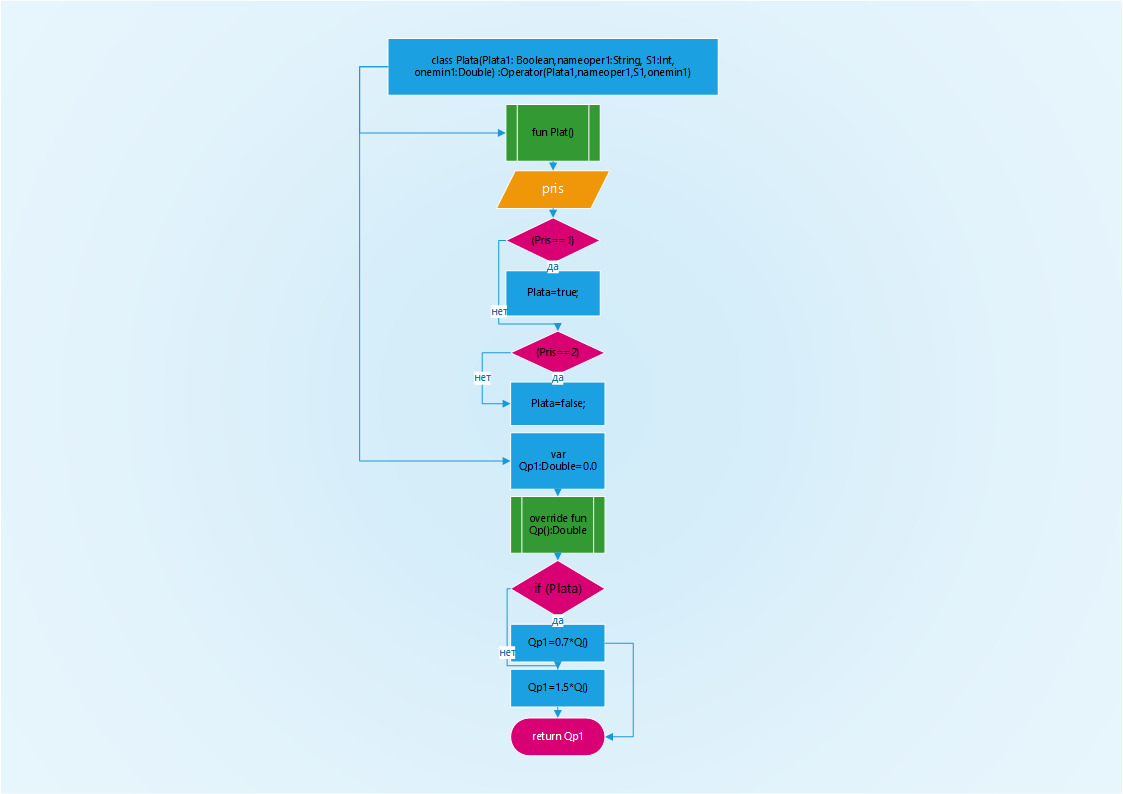 class Plata(Plata1: Boolean,nameoper1:String, S1:Int,
onemin1:Double) :Operator(Plata1,nameoper1,S1,onemin1)
fun Plat()
pris
(Pris==1)
да
Plata=true;
нет
(Pris==2)
нет
да
Plata=false;
var
Qp1:Double=0.0
override fun
Qp():Double
if (Plata)
да
Qp1=0.7*Q()
нет
Qp1=1.5*Q()
return Qp1